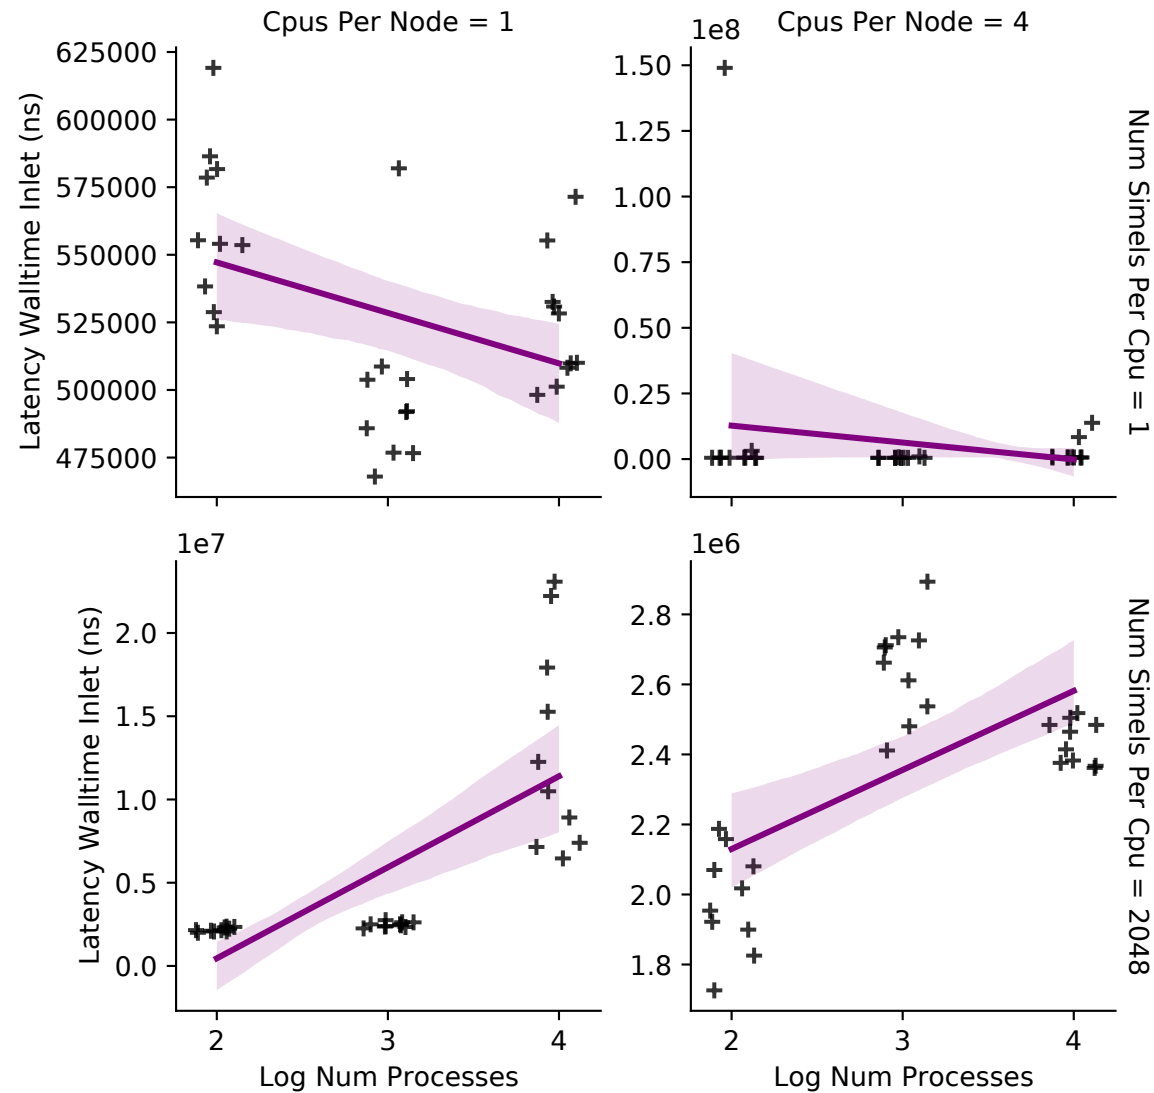 Cpus Per Node = 1
Cpus Per Node = 4
1e8
Latency Walltime Inlet (ns)
625000
600000
575000
550000
525000
500000
475000
1.50
1.25
1.00
0.75
0.50
0.25
0.00
Num Simels Per Cpu = 1
1e7
1e6
Latency Walltime Inlet (ns)
2.0
1.5
1.0
0.5
0.0
2.8
2.6
2.4
2.2
2.0
1.8
Num Simels Per Cpu = 2048
2 3 4
2 3 4
Log Num Processes
Log Num Processes